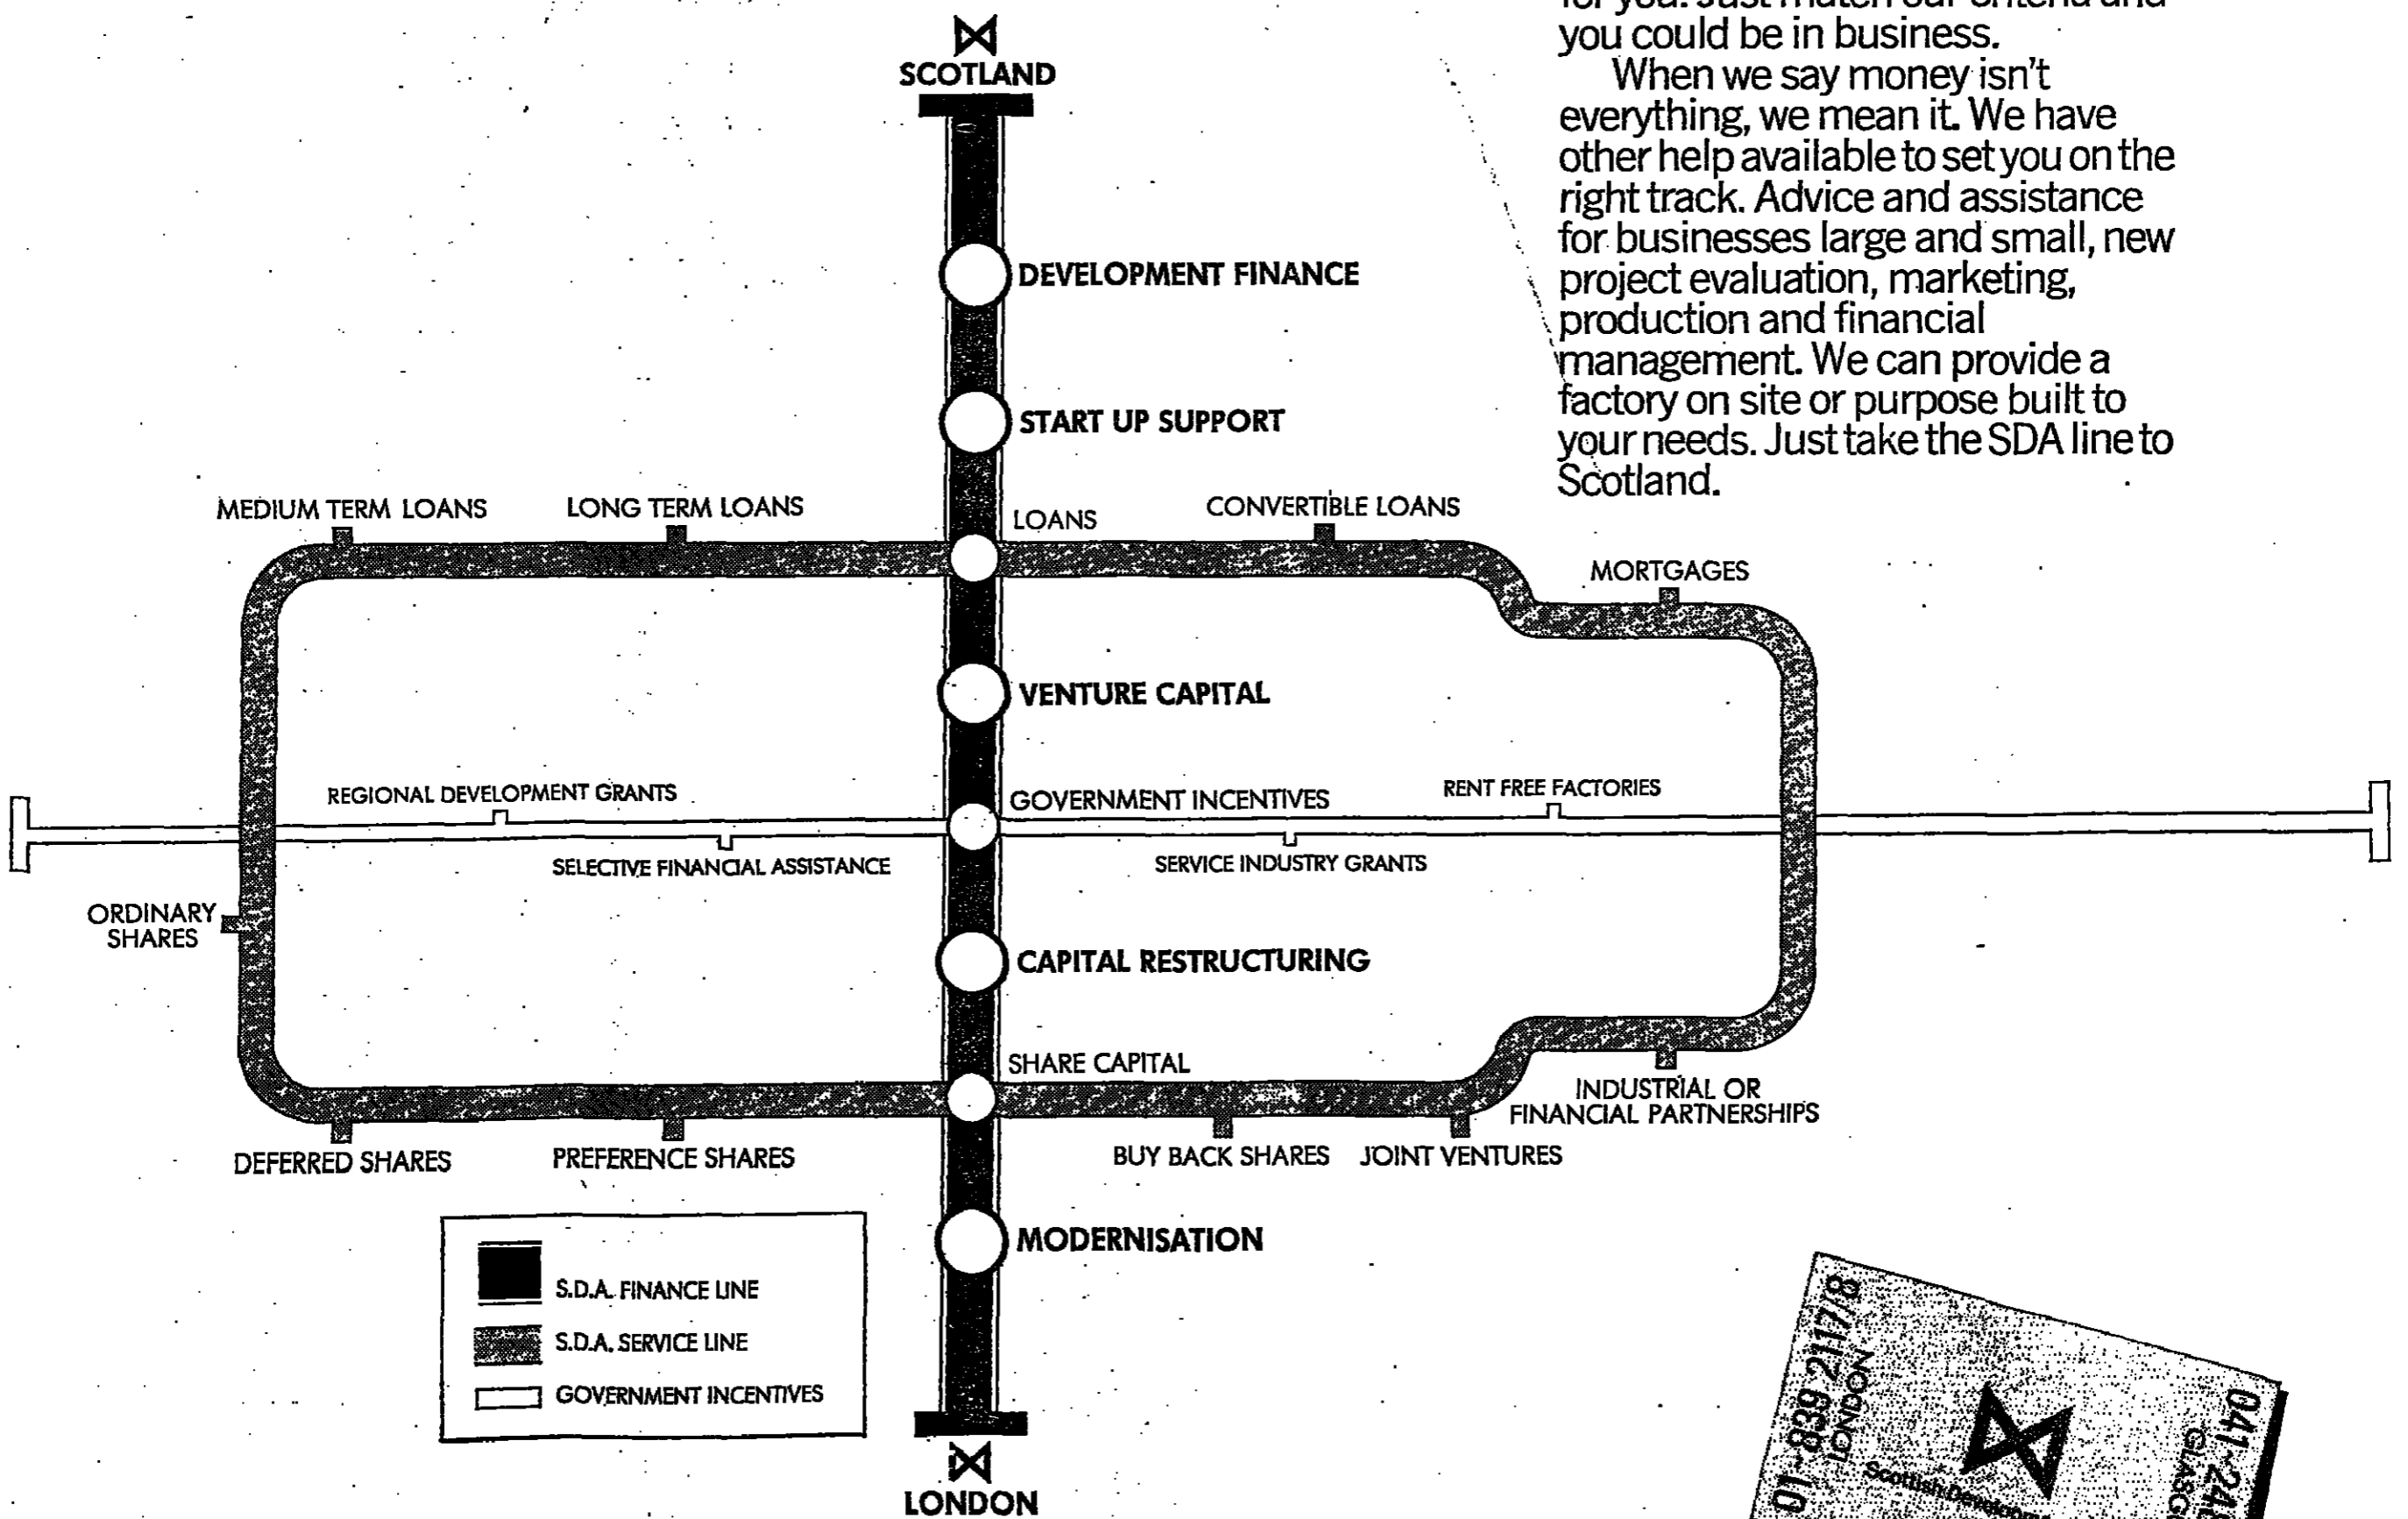 you could be in business.
When we say money isn't
everything, we mean it. We have
other help available to set you on the
right track. Advice and assistance
for businesses large and small, new
project evaluation, marketing,
production and financial
management. We can provide a
factory on site or purpose built to
your needs. Just take the SDA line to
Scotland.
SCOTLAND
DEVELOPMENT FINANCE
START UP SUPPORT
MEDIUM TERM LOANS
LONG TERM LOANS
LOANS
CONVERTIBLE LOANS
MORTGAGES
VENTURE CAPITAL
REGIONAL DEVELOPMENT GRANTS
GOVERNMENT INCENTIVES
RENT FREE FACTORIES
SELECTIVE FINANCIAL ASSISTANCE
SERVICE INDUSTRY GRANTS
ORDINARY
SHARES
CAPITAL RESTRUCTURING
SHARE CAPITAL
INDUSTRIAL OR
FINANCIAL PARTNERSHIPS
DEFERRED SHARES
PREFERENCE SHARES
BUY BACK SHARES
JOINT VENTURES
MODERNISATION
S.D.A. FINANCE LINE
S.D.A. SERVICE LINE
GOVERNMENT INCENTIVES
LONDON
01-839 2117/8
LONDON
Scottish
041-24